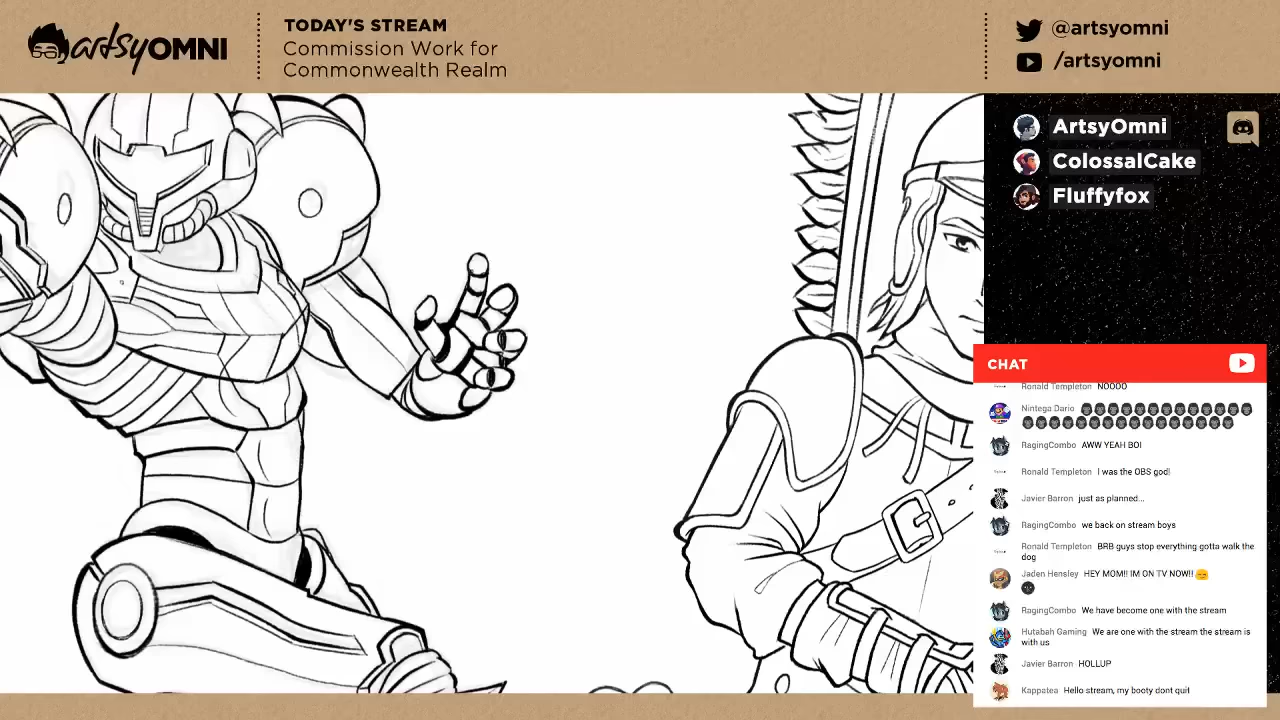 artsyOMNI
TODAY'S STREAM
Commission Work for
Commonwealth Realm
@artsyomni
/artsyomni
ArtsyOmni
ColossalCake
Fluffyfox
CHAT
Ronald Templeton NOOOO
Nintega Dario
RagingCombo AWW YEAH BOI
Ronald Templeton I was the OBS god!
Javier Barron just as planned...
RagingCombo we back on stream boys
Ronald Templeton BRB guys stop everything gotta walk the
dog
Jaden Hensley HEY MOM!! IM ON TV NOW!!
RagingCombo We have become one with the stream
Hutabah Gaming We are one with the stream the stream is
with us
Javier Barron HOLLUP
Kappatea Hello stream, my booty dont quit